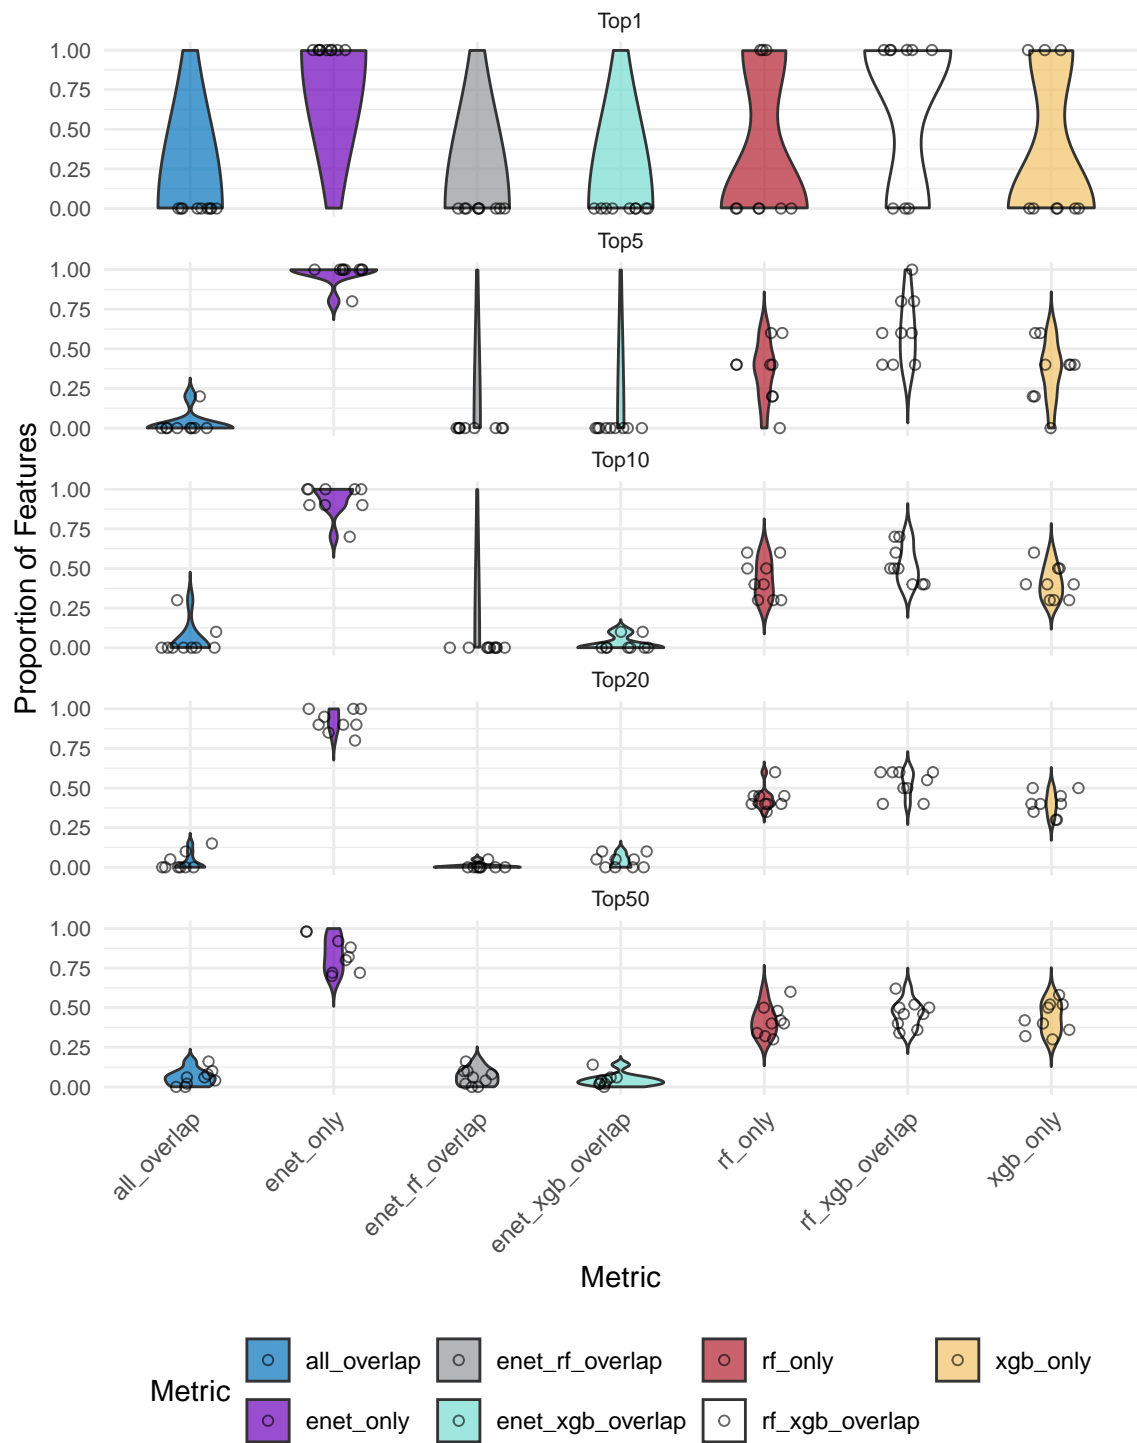 Top1
1.00
0.75
0.50
0.25
0.00
Top5
1.00
0.75
0.50
0.25
0.00
Top10
1.00
0.75
0.50
0.25
0.00
Top20
1.00
0.75
0.50
0.25
0.00
Top50
1.00
0.75
0.50
0.25
0.00
Proportion of Features
all_overlap
enet_only
enet_rf_overlap
enet_xgb_overlap
rf_only
rf_xgb_overlap
xgb_only
Metric
Metric
all_overlap
enet_rf_overlap
rf_only
xgb_only
enet_only
enet_xgb_overlap
rf_xgb_overlap